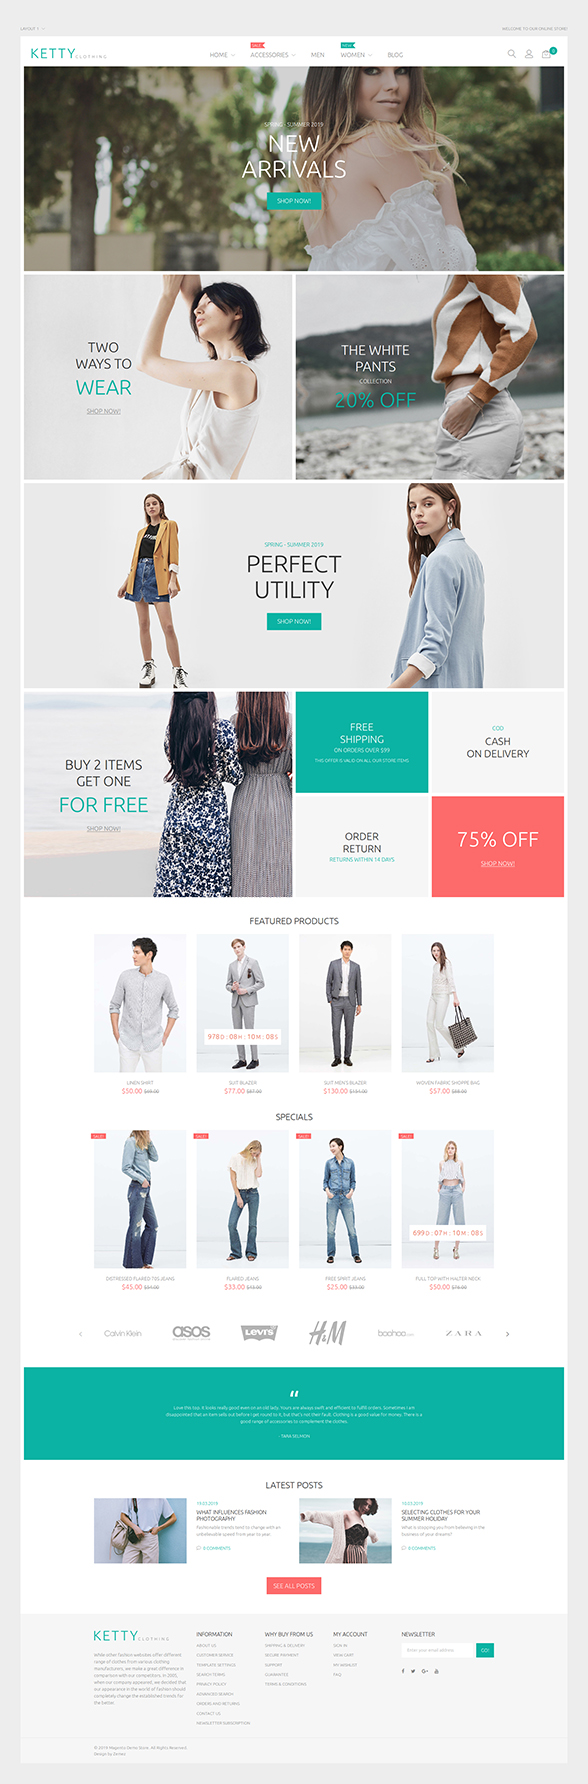 LAYOUT 1
WELCOME TO OUR ONLINE STORE!
KETTY CLOTHING
HOME
SALE
ACCESSORIES
MEN
NEW
WOMEN
BLOG
0
SPRING - SUMMER 2019
NEW
ARRIVALS
SHOP NOW!
TWO
WAYS TO
WEAR
SHOP NOW!
THE WHITE
PANTS
COLLECTION
20% OFF
SPRING - SUMMER 2019
PERFECT
UTILITY
SHOP NOW!
BUY 2 ITEMS
GET ONE
FOR FREE
SHOP NOW!
FREE
SHIPPING
ON ORDERS OVER $99
THIS OFFER IS VALID ON ALL OUR STORE ITEMS
COD
CASH
ON DELIVERY
ORDER
RETURN
RETURNS WITHIN 14 DAYS
75% OFF
SHOP NOW!
FEATURED PRODUCTS
978D : 08H : 10M : 08S
LINEN SHIRT
$50.00 $69.00
SUIT BLAZER
$77.00 $87.00
SUIT MEN'S BLAZER
$130.00 $154.00
WOVEN FABRIC SHOPPE BAG
$57.00 $68.00
SPECIALS
SALE!
SALE!
SALE!
SALE!
699D : 07H : 10M : 08S
DISTRESSED FLARED 70S JEANS
$45.00 $54.00
FLARED JEANS
$33.00 $43.00
FREE SPIRIT JEANS
$25.00 $33.00
FULL TOP WITH HALTER NECK
$50.00 $76.00
Calvin Klein
asos
LEVI'S
H&M
boohoo.com
ZARA
“
Love this top. It looks really good even on an old lady. Yours are always swift and efficient to fulfill orders. Sometimes I am
disappointed that an item sells out before I get round to it, but that's not their fault. Clothing is a good value for money. There is a
good range of accessories to complement the clothes.
- TARA SELMON
LATEST POSTS
19.03.2019
WHAT INFLUENCES FASHION
PHOTOGRAPHY
Fashionable trends tend to change with an
unbelievable speed from year to year.
0 COMMENTS
18.03.2019
SELECTING CLOTHES FOR YOUR
SUMMER HOLIDAY
What is stopping you from believing in the
business of your dreams?
0 COMMENTS
SEE ALL POSTS
KETTY CLOTHING
While other fashion websites offer different
range of clothes from various clothing
manufacturers, we make a great difference in
comparison with our competitors. In 2005,
when our company appeared, we decided that
our appearance in the world of fashion should
completely change the established trends for
the better.
INFORMATION
ABOUT US
CUSTOMER SERVICE
TEMPLATE SETTINGS
SEARCH TERMS
PRIVACY POLICY
ADVANCED SEARCH
ORDERS AND RETURNS
CONTACT US
NEWSLETTER SUBSCRIPTION
WHY BUY FROM US
SHIPPING & DELIVERY
SECURE PAYMENT
SUPPORT
GUARANTEE
TERMS & CONDITIONS
MY ACCOUNT
SIGN IN
VIEW CART
MY WISHLIST
FAQ
NEWSLETTER
Enter your email address
GO!
© 2019 Magento Demo Store. All Rights Reserved.
Design by Zemez